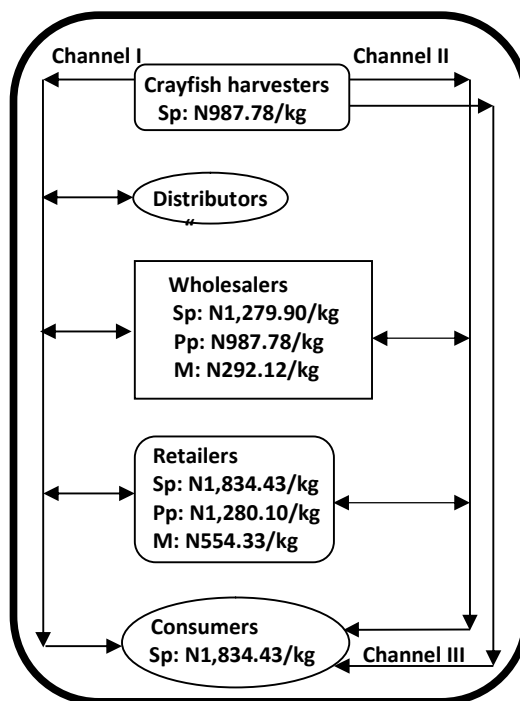 Channel I
Channel II
Crayfish harvesters
Sp: N987.78/kg
Distributors
“
Wholesalers
Sp: N1,279.90/kg
Pp: N987.78/kg
M: N292.12/kg
Retailers
Sp: N1,834.43/kg
Pp: N1,280.10/kg
M: N554.33/kg
Consumers
Sp: N1,834.43/kg
Channel III